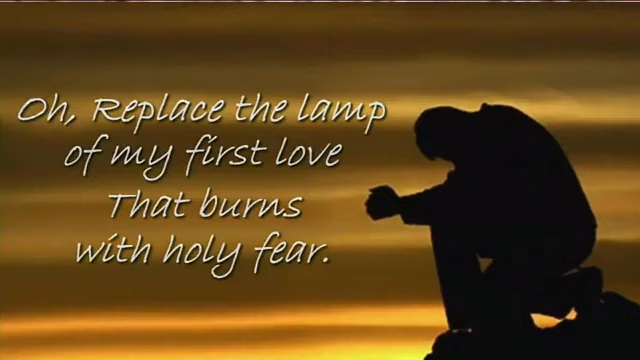 Oh, Replace the lamp
of my first love
That burns
with holy fear.